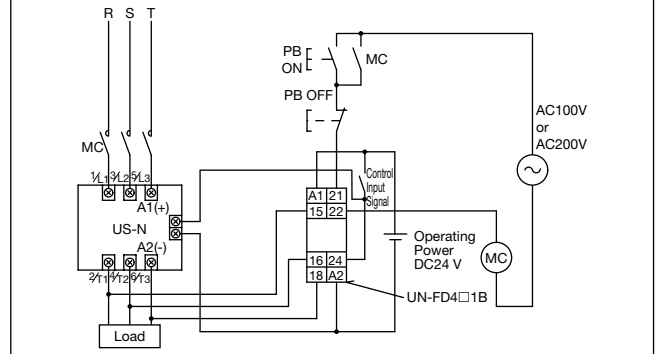 R S T
PB
ON
MC
PB OFF
AC100V
or
AC200V
MC
1/L1 3/L2 5/L3
A1(+)
US-N
A2(-)
2/T1 4/T2 6/T3
Load
Control
Input
Signal
A1 21
15 22
16 24
18 A2
Operating
Power
DC24 V
MC
UN-FD4□1B